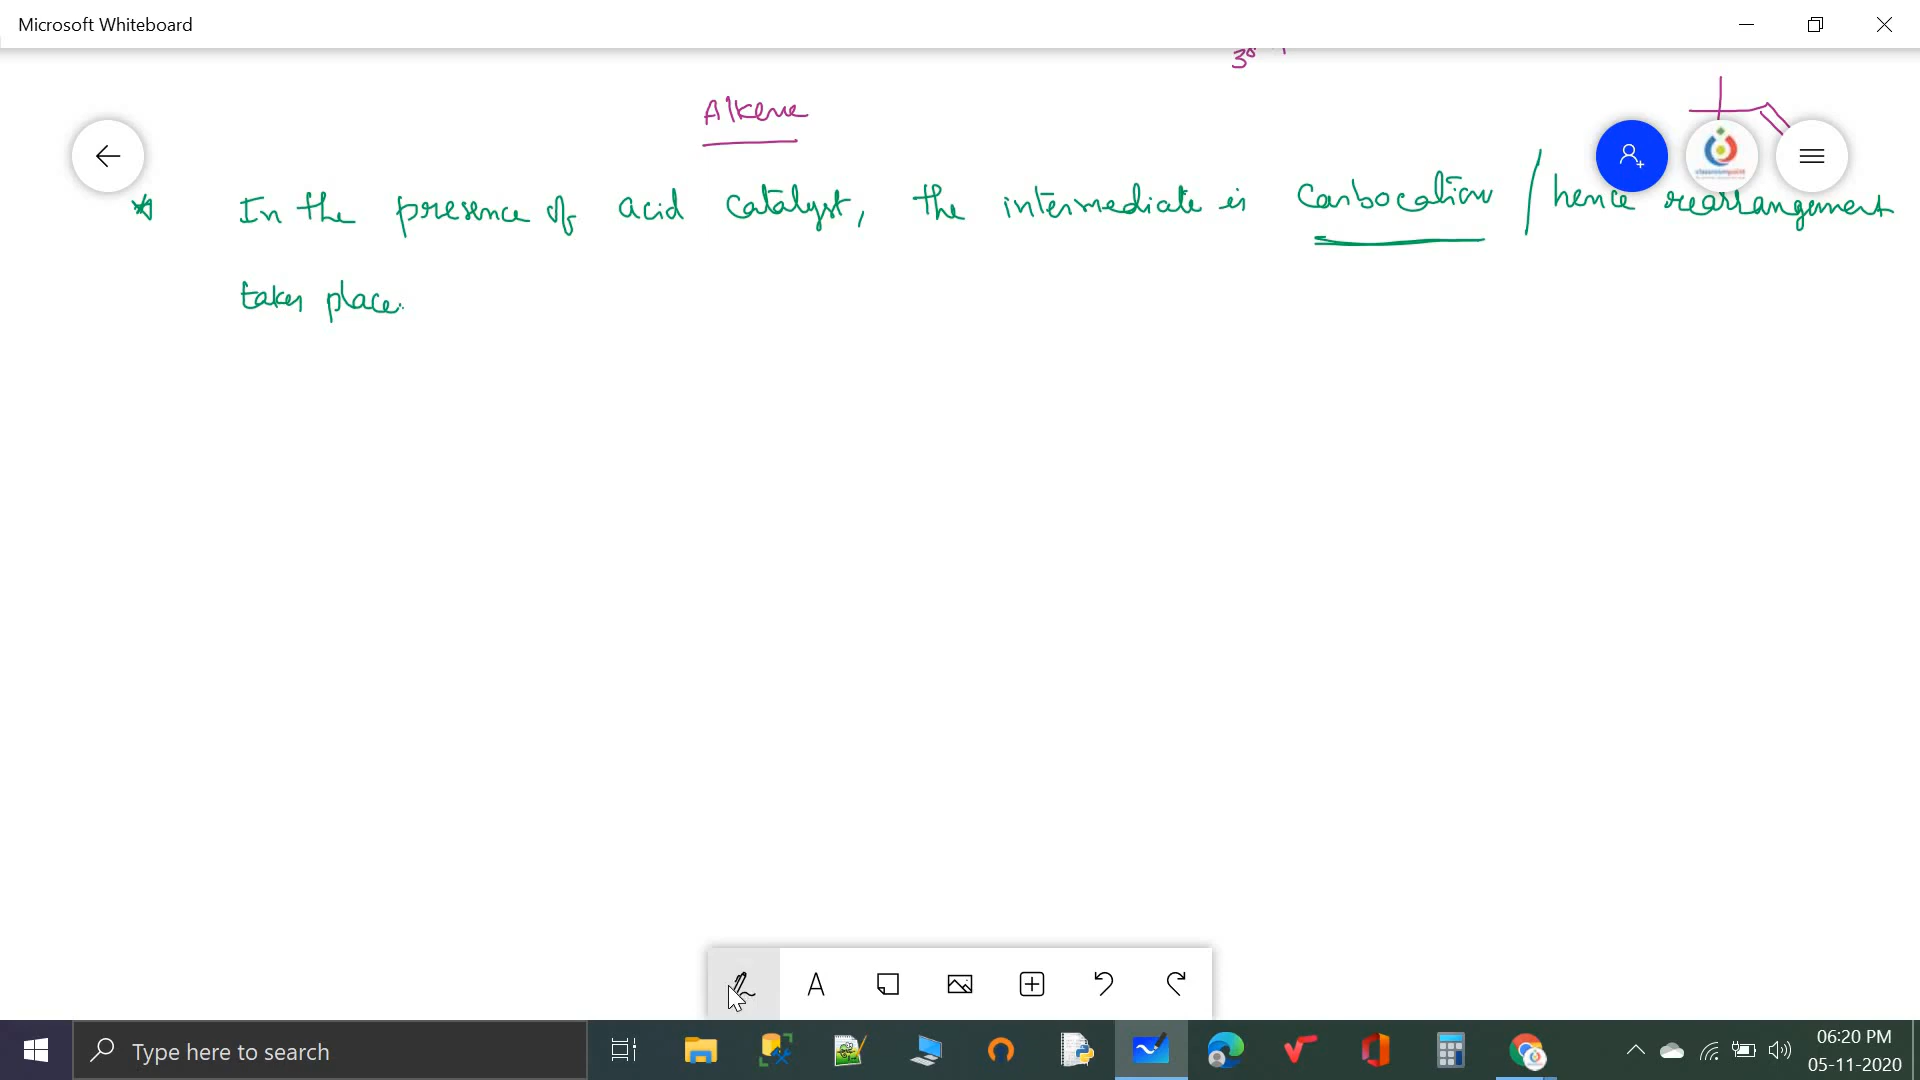 Microsoft Whiteboard
3°
Alkene
In the presence of acid catalyst, the intermediate is carbocation / hence rearrangement
takes place.
Type here to search
06:20 PM
05-11-2020